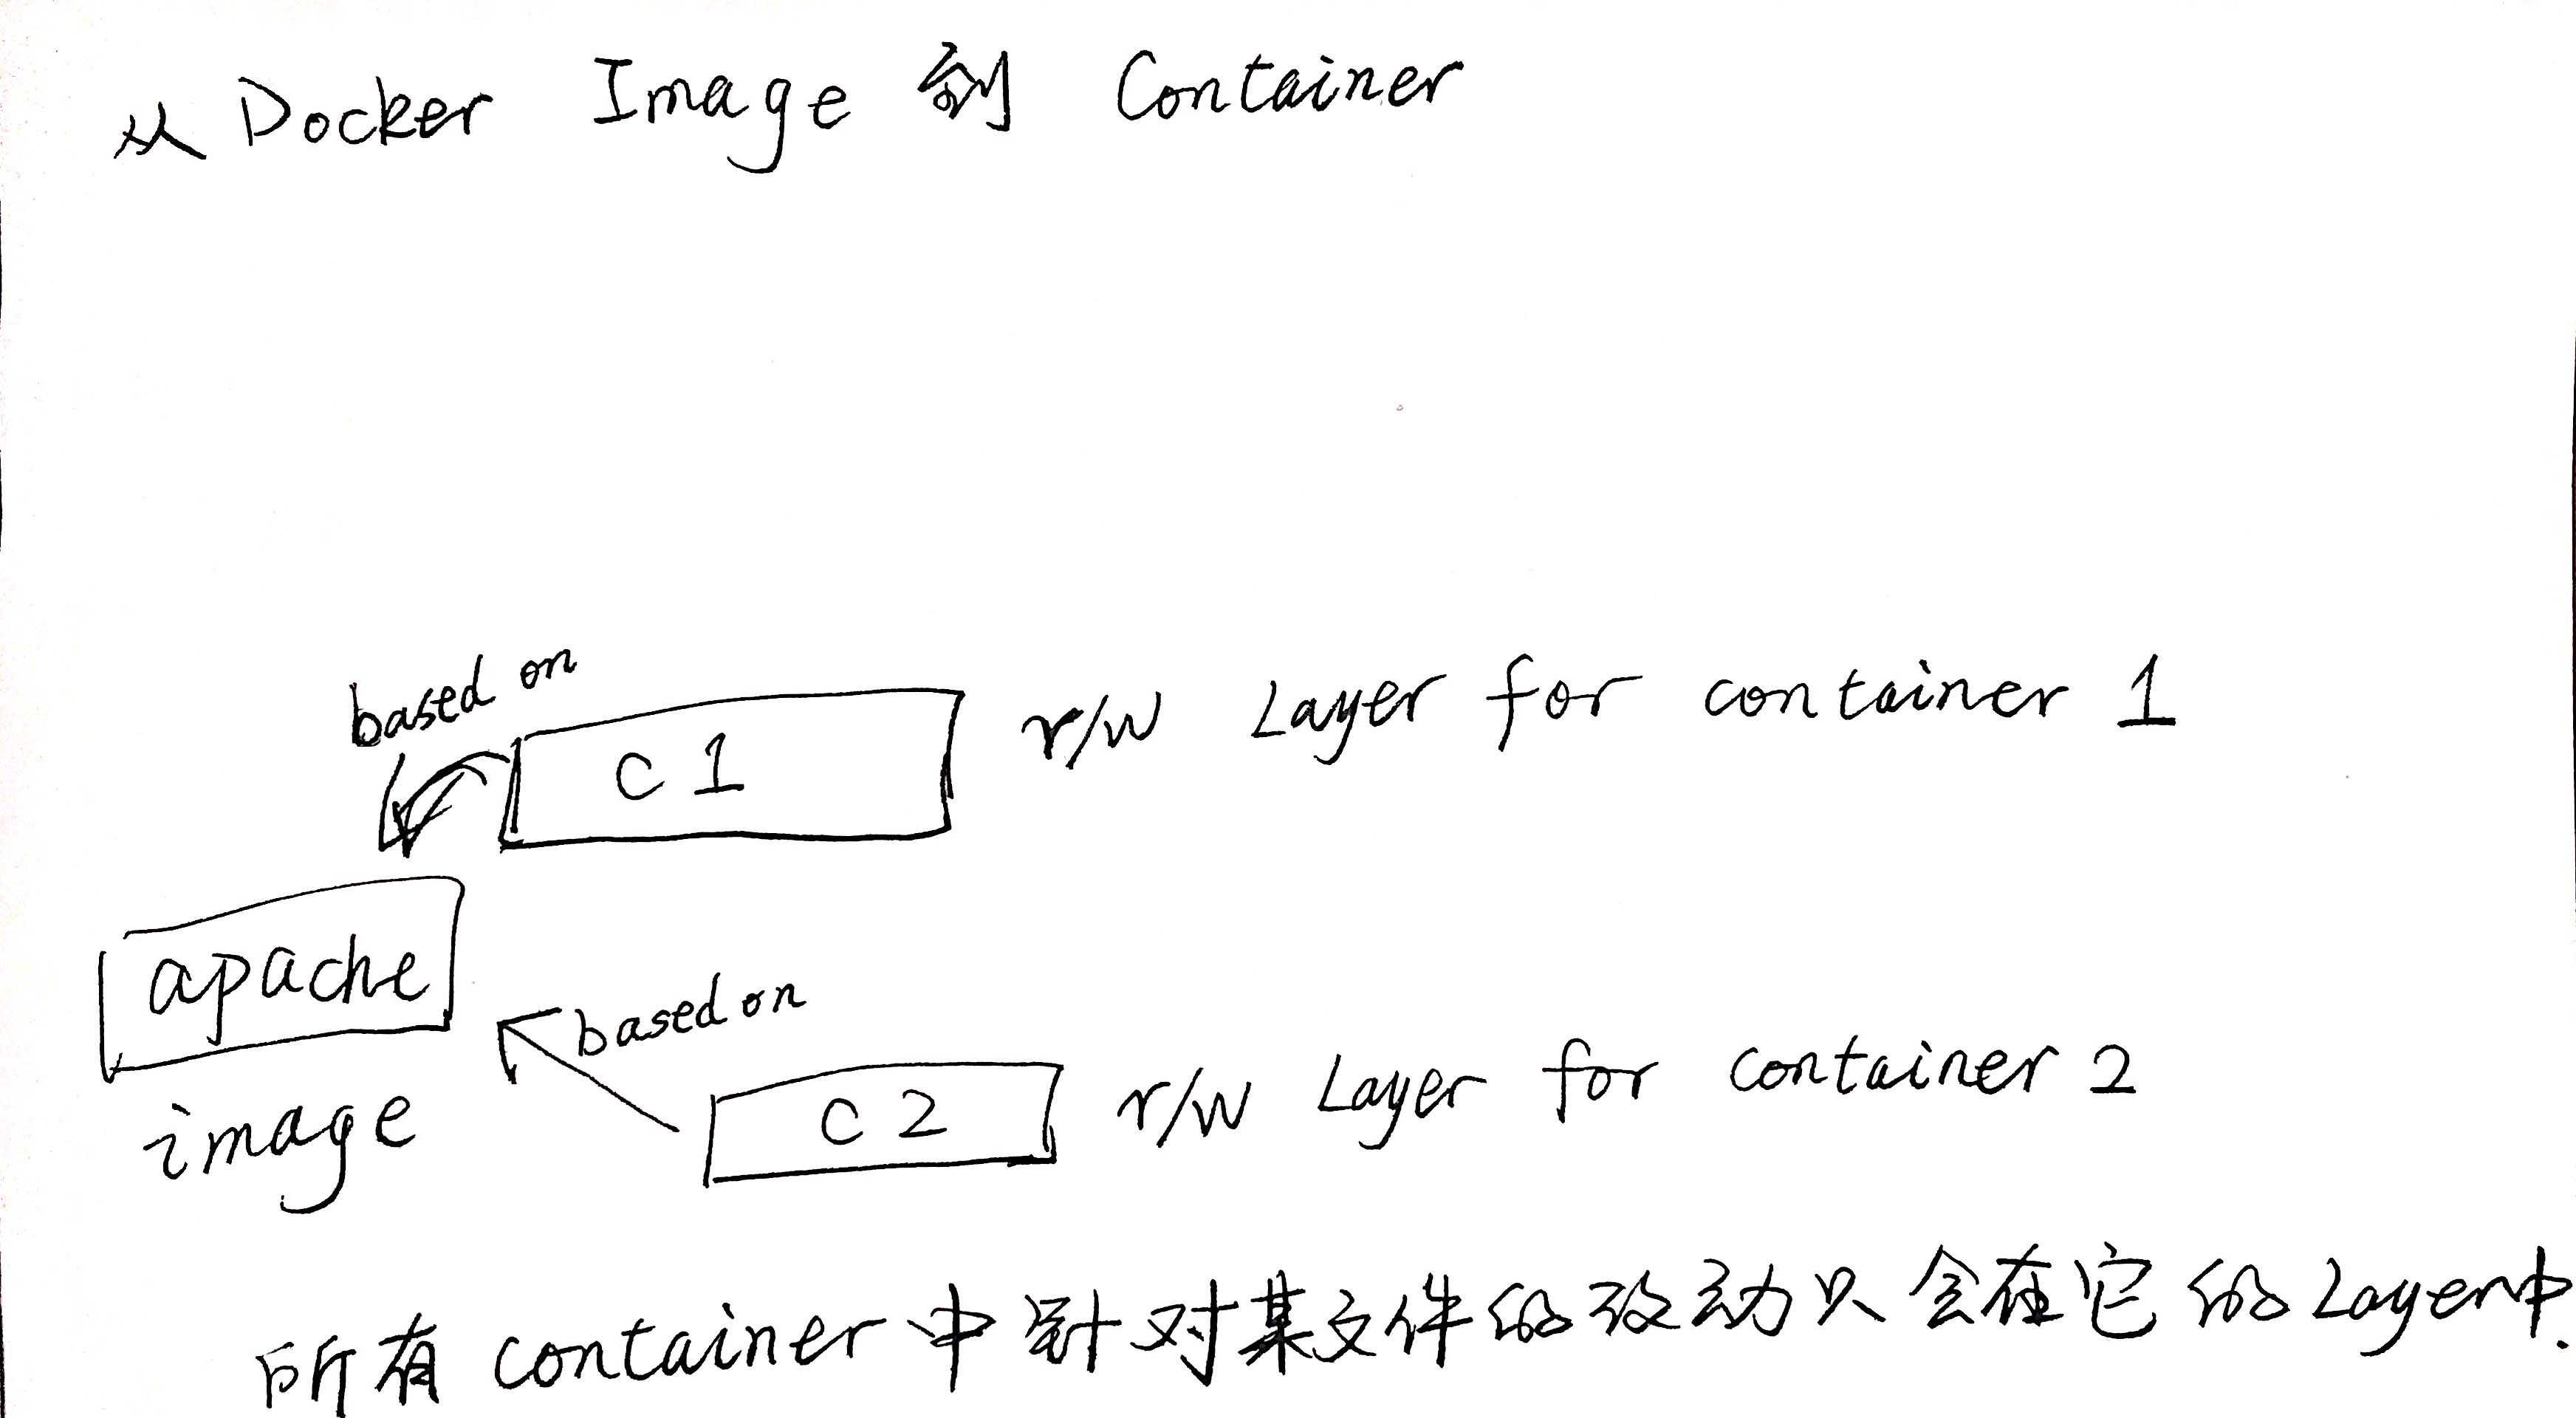 从 Docker Image 到 Container
based on
c 1 r/w Layer for container 1
apache
based on
image
c 2 r/w Layer for container 2
所有 container 中针对某文件的改动只会在它的Layer中.